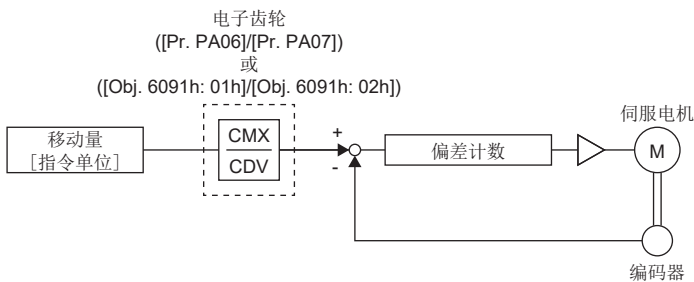 电子齿轮
([Pr. PA06]/[Pr. PA07])
或
([Obj. 6091h: 01h]/[Obj. 6091h: 02h])
伺服电机
移动量
[指令单位]
CMX
CDV
+
-
偏差计数
M
编码器